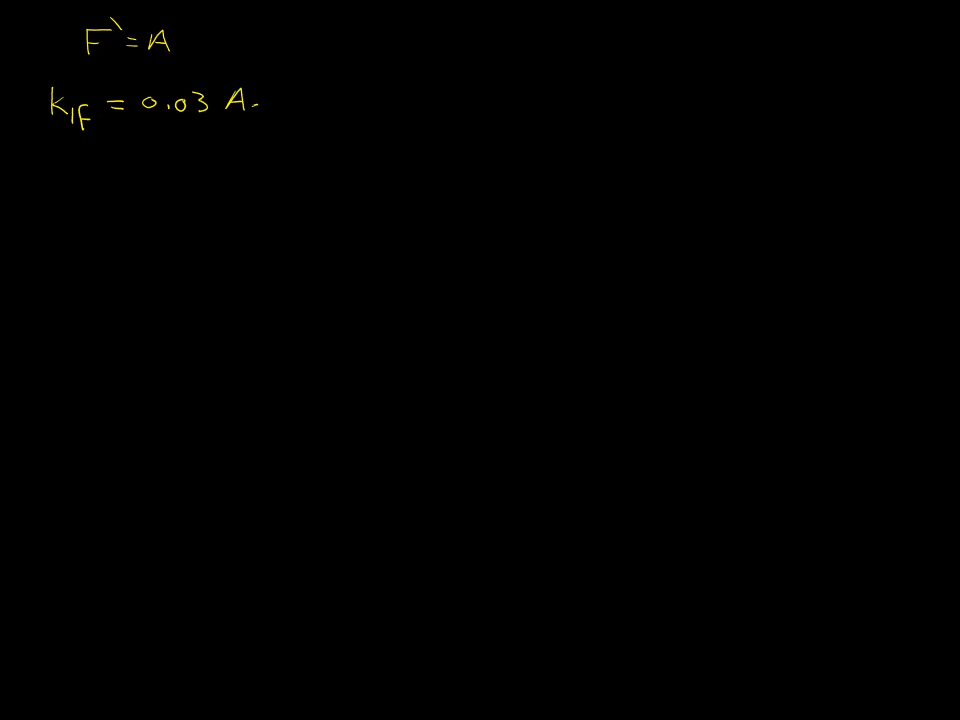 F` = A
K1F = 0.03 A.